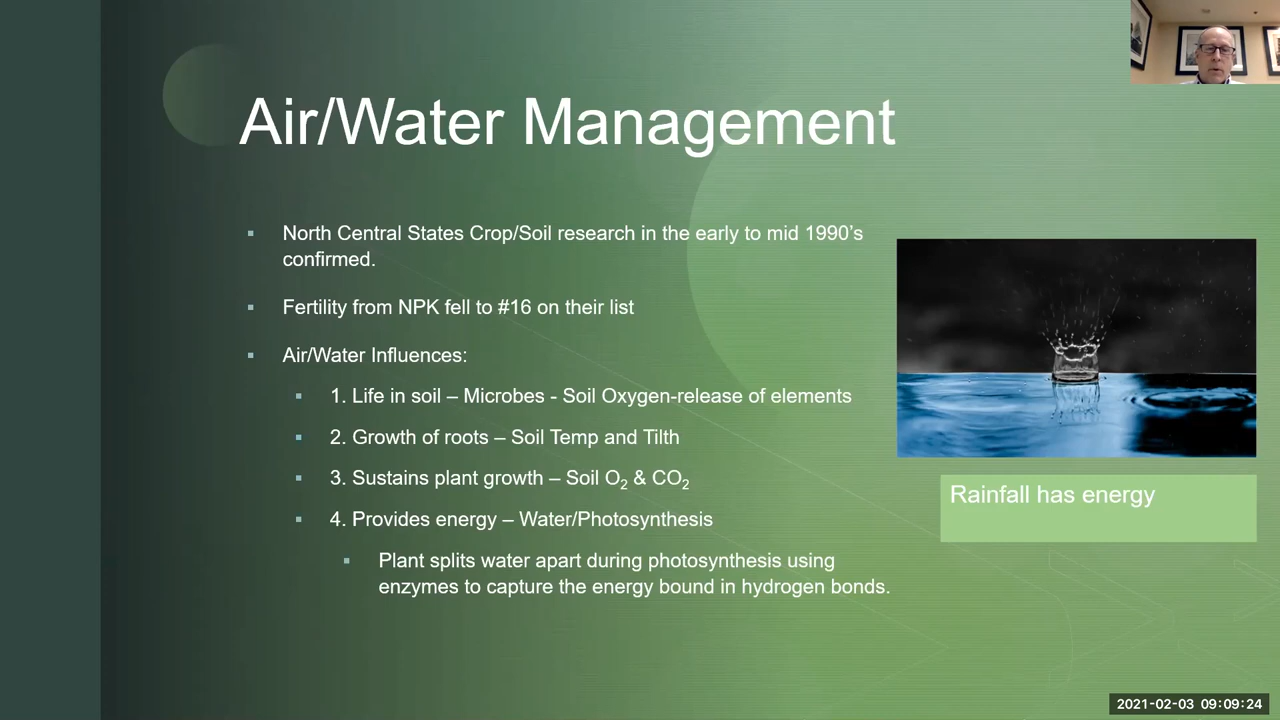 Air/Water Management
▪ North Central States Crop/Soil research in the early to mid 1990’s
confirmed.
▪ Fertility from NPK fell to #16 on their list
▪ Air/Water Influences:
▪ 1. Life in soil – Microbes - Soil Oxygen-release of elements
▪ 2. Growth of roots – Soil Temp and Tilth
▪ 3. Sustains plant growth – Soil O₂ & CO₂
▪ 4. Provides energy – Water/Photosynthesis
▪ Plant splits water apart during photosynthesis using
enzymes to capture the energy bound in hydrogen bonds.
Rainfall has energy
2021-02-03 09:09:24